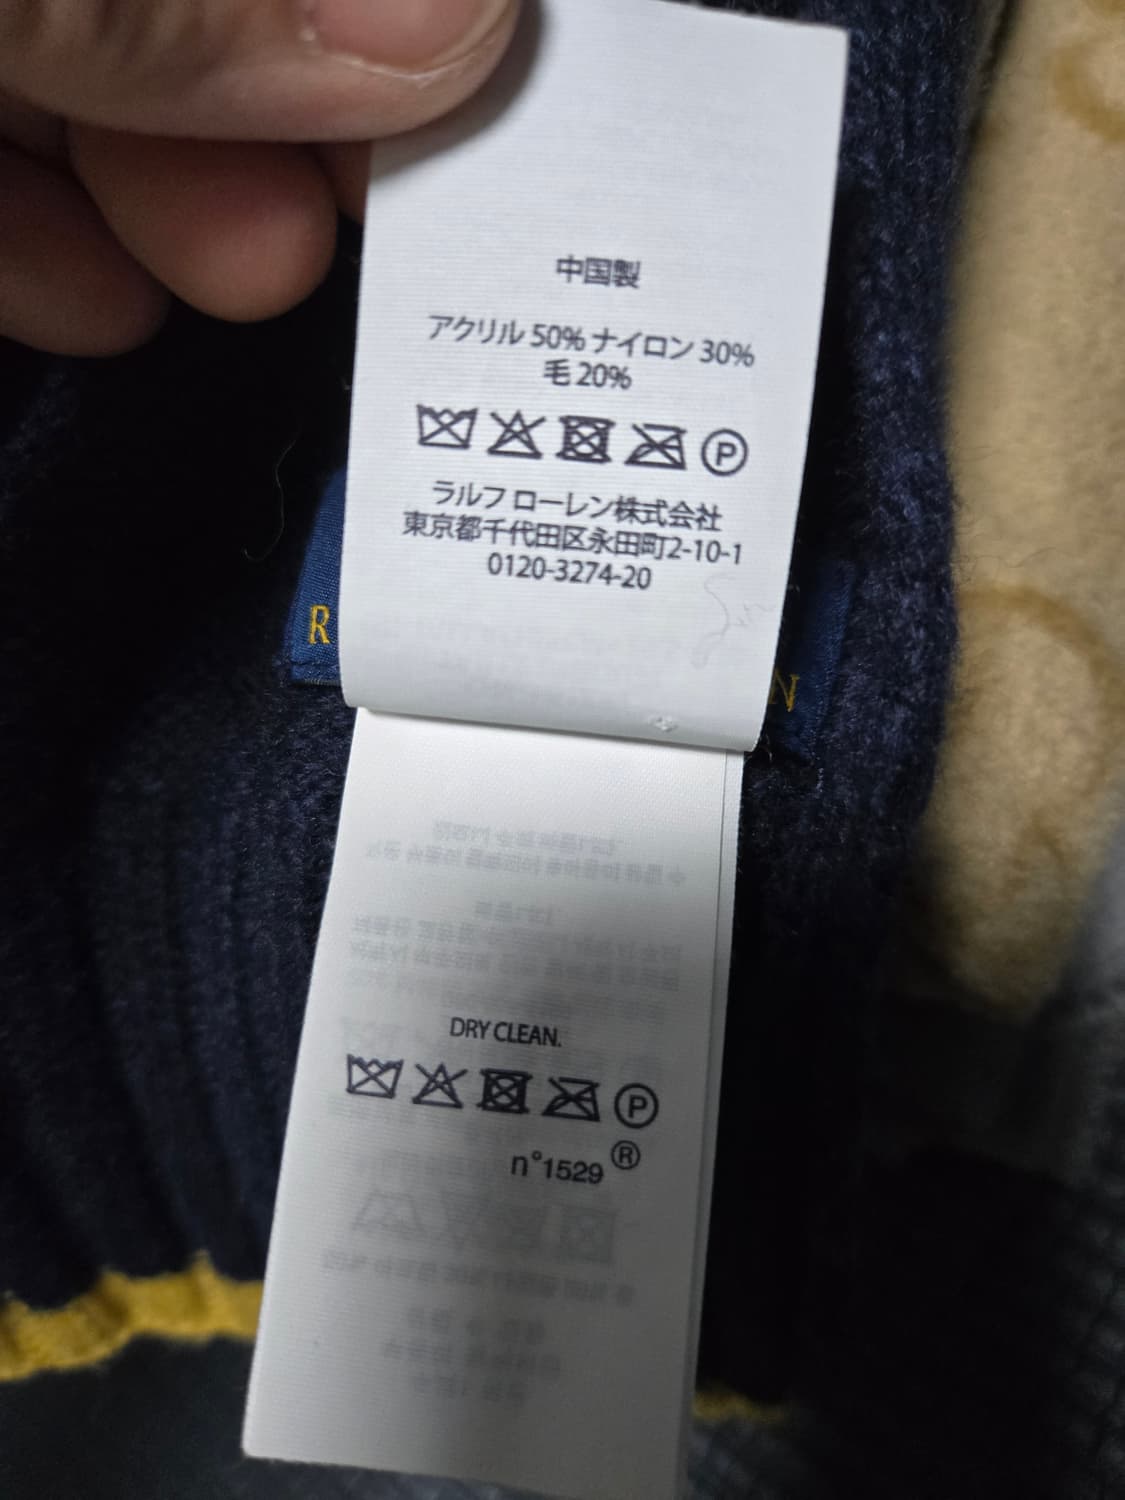 中国製
アクリル 50% ナイロン 30%
毛 20%
P
ラルフ ローレン株式会社
東京都千代田区永田町2-10-1
0120-3274-20
R
N
DRY CLEAN.
P
n°1529 ®